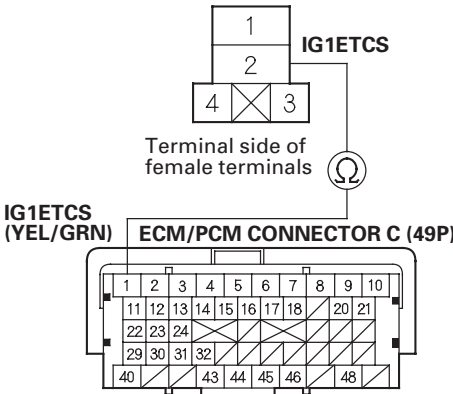 1
IG1ETCS
2
4 3
Terminal side of
female terminals
Ω
IG1ETCS
(YEL/GRN) ECM/PCM CONNECTOR C (49P)
1 2 3 4 5 6 7 8 9 10
11 12 13 14 15 16 17 18 20 21
22 23 24
29 30 31 32
40 43 44 45 46 48